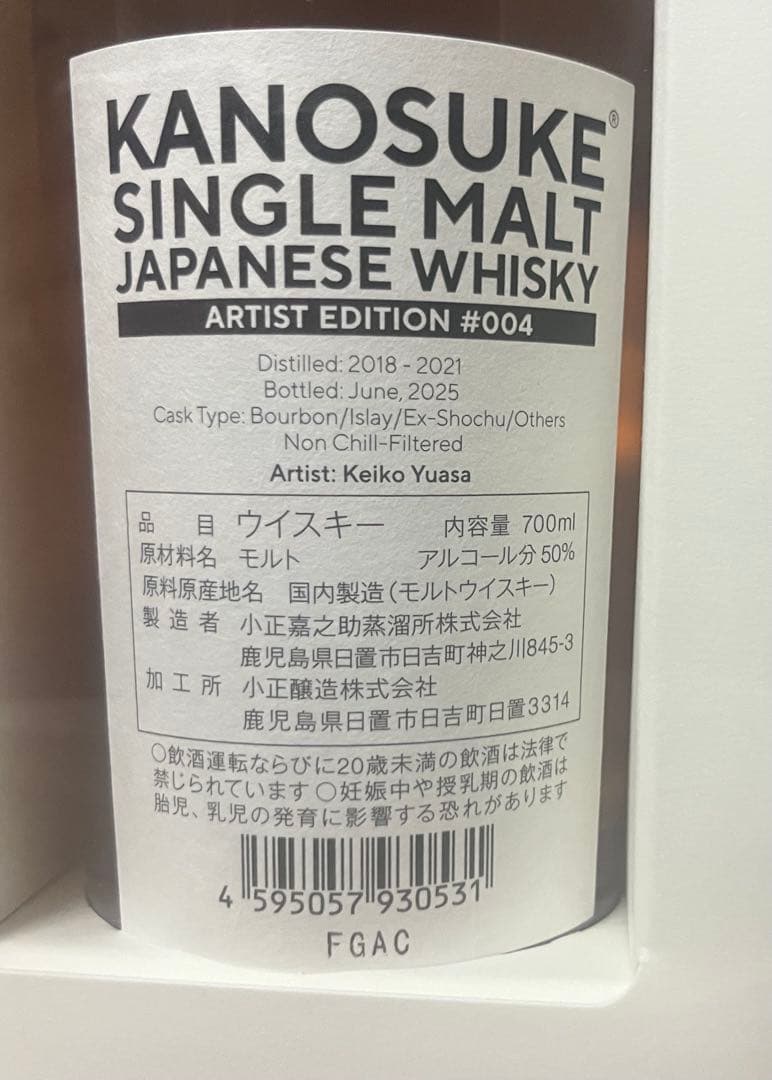 KANOSUKE®
SINGLE MALT
JAPANESE WHISKY
ARTIST EDITION #004
Distilled: 2018 - 2021
Bottled: June, 2025
Cask Type: Bourbon/Islay/Ex-Shochu/Others
Non Chill-Filtered
Artist: Keiko Yuasa
品目 ウイスキー 内容量 700ml
原材料名 モルト アルコール分 50%
原料原産地名 国内製造(モルトウイスキー)
製造者 小正嘉之助蒸溜所株式会社
鹿児島県日置市日吉町神之川845-3
加工所 小正醸造株式会社
鹿児島県日置市日吉町日置3314
○飲酒運転ならびに20歳未満の飲酒は法律で
禁じられています ○妊娠中や授乳期の飲酒は
胎児、乳児の発育に影響する恐れがあります
4 595057 930531
FGAC